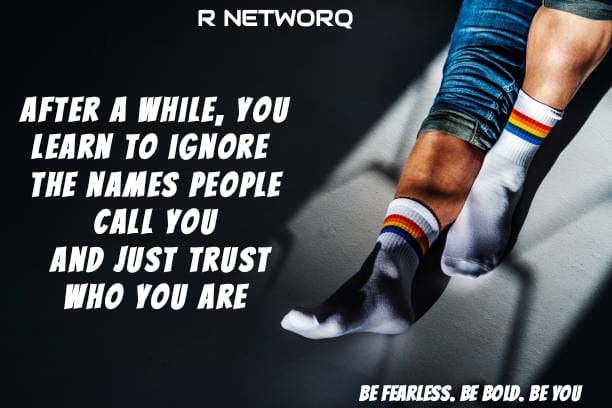 R NETWORQ
AFTER A WHILE, YOU
LEARN TO IGNORE
THE NAMES PEOPLE
CALL YOU
AND JUST TRUST
WHO YOU ARE
BE FEARLESS. BE BOLD. BE YOU